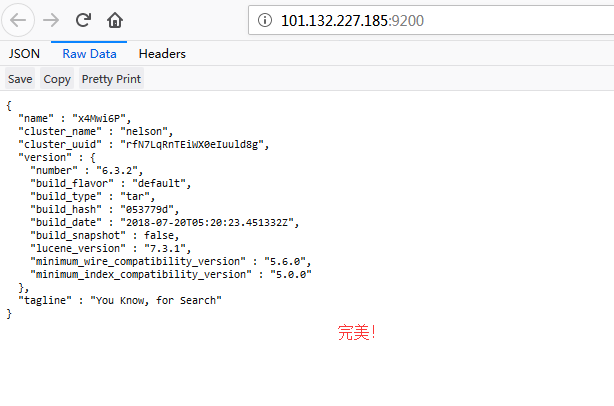 101.132.227.185:9200
JSON Raw Data Headers
Save Copy Pretty Print
{
  "name" : "x4Mwi6P",
  "cluster_name" : "nelson",
  "cluster_uuid" : "rfN7LqRnTEiWX0eIuuld8g",
  "version" : {
    "number" : "6.3.2",
    "build_flavor" : "default",
    "build_type" : "tar",
    "build_hash" : "053779d",
    "build_date" : "2018-07-20T05:20:23.451332Z",
    "build_snapshot" : false,
    "lucene_version" : "7.3.1",
    "minimum_wire_compatibility_version" : "5.6.0",
    "minimum_index_compatibility_version" : "5.0.0"
  },
  "tagline" : "You Know, for Search"
}
完美!